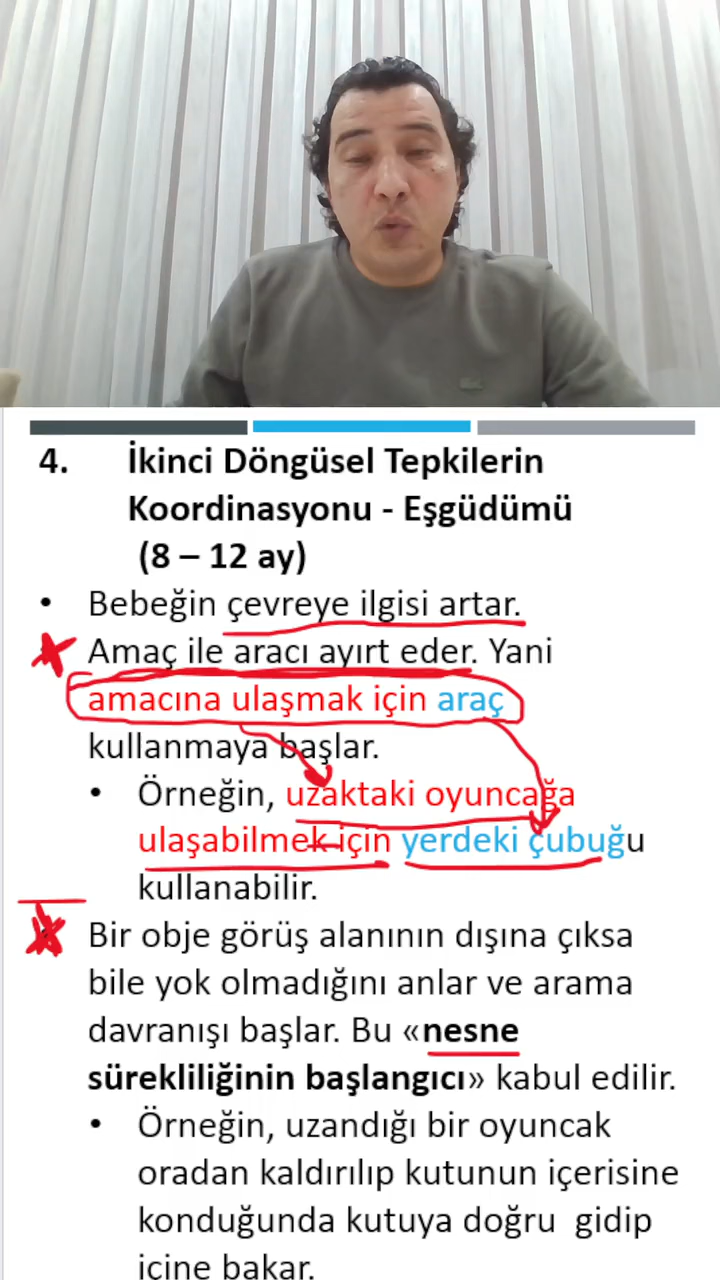 4. İkinci Döngüsel Tepkilerin
Koordinasyonu - Eşgüdümü
(8 – 12 ay)
• Bebeğin çevreye ilgisi artar.
Amaç ile aracı ayırt eder. Yani
amacına ulaşmak için araç
kullanmaya başlar.
• Örneğin, uzaktaki oyuncağa
ulaşabilmek için yerdeki çubuğu
kullanabilir.
Bir obje görüş alanının dışına çıksa
bile yok olmadığını anlar ve arama
davranışı başlar. Bu «nesne
sürekliliğinin başlangıcı» kabul edilir.
• Örneğin, uzandığı bir oyuncak
oradan kaldırılıp kutunun içerisine
konduğunda kutuya doğru  gidip
içine bakar.